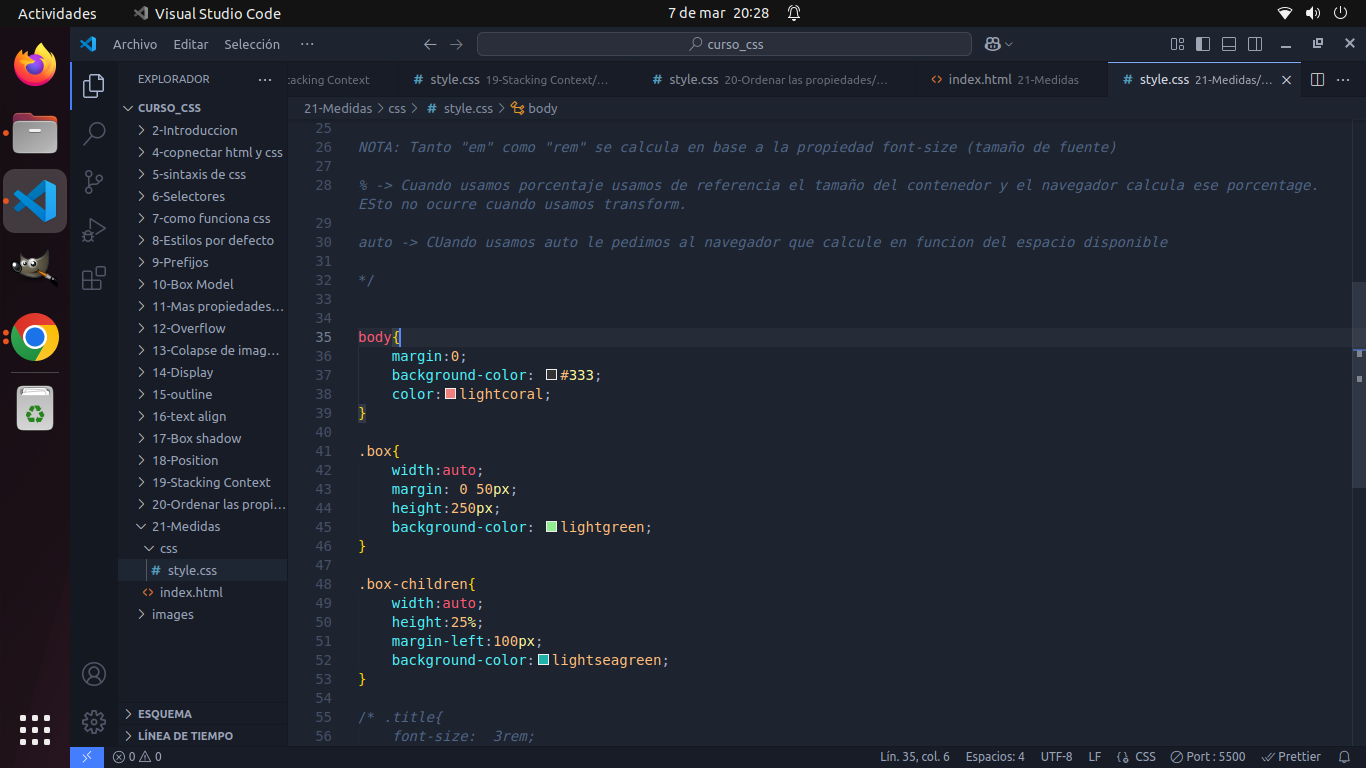 Actividades
Visual Studio Code
7 de mar 20:28
Archivo Editar Selección ···
curso_css
EXPLORADOR ···
tacking Context
# style.css 19-Stacking Context/...
# style.css 20-Ordenar las propiedades/...
<> index.html 21-Medidas
# style.css 21-Medidas/... ×
21-Medidas > css > # style.css > body
CURSO_CSS
2-Introduccion
4-copnectar html y css
5-sintaxis de css
6-Selectores
7-como funciona css
8-Estilos por defecto
9-Prefijos
10-Box Model
11-Mas propiedades...
12-Overflow
13-Colapse de imag...
14-Display
15-outline
16-text align
17-Box shadow
18-Position
19-Stacking Context
20-Ordenar las propi...
21-Medidas
css
# style.css
<> index.html
images
ESQUEMA
LÍNEA DE TIEMPO
25
26 NOTA: Tanto "em" como "rem" se calcula en base a la propiedad font-size (tamaño de fuente)
27
28 % -> Cuando usamos porcentaje usamos de referencia el tamaño del contenedor y el navegador calcula ese porcentage.
ESto no ocurre cuando usamos transform.
29
30 auto -> CUando usamos auto le pedimos al navegador que calcule en funcion del espacio disponible
31
32 */
33
34
35 body{
36 margin:0;
37 background-color: #333;
38 color:lightcoral;
39 }
40
41 .box{
42 width:auto;
43 margin: 0 50px;
44 height:250px;
45 background-color: lightgreen;
46 }
47
48 .box-children{
49 width:auto;
50 height:25%;
51 margin-left:100px;
52 background-color:lightseagreen;
53 }
54
55 /* .title{
56 font-size: 3rem;
0 0
Lín. 35, col. 6 Espacios: 4 UTF-8 LF {} CSS Port : 5500 Prettier